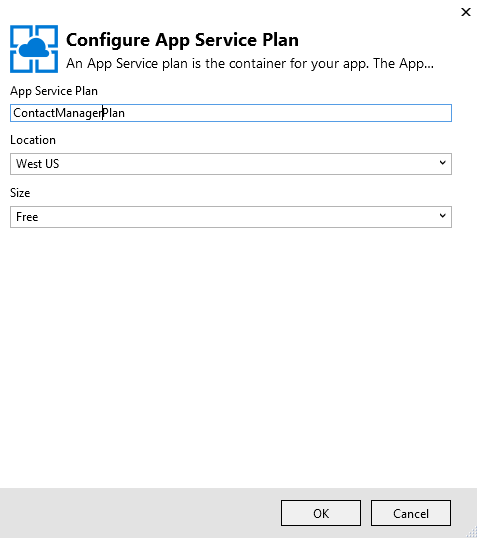 Configure App Service Plan
An App Service plan is the container for your app. The App...
App Service Plan
ContactManagerPlan
Location
West US
Size
Free
OK
Cancel